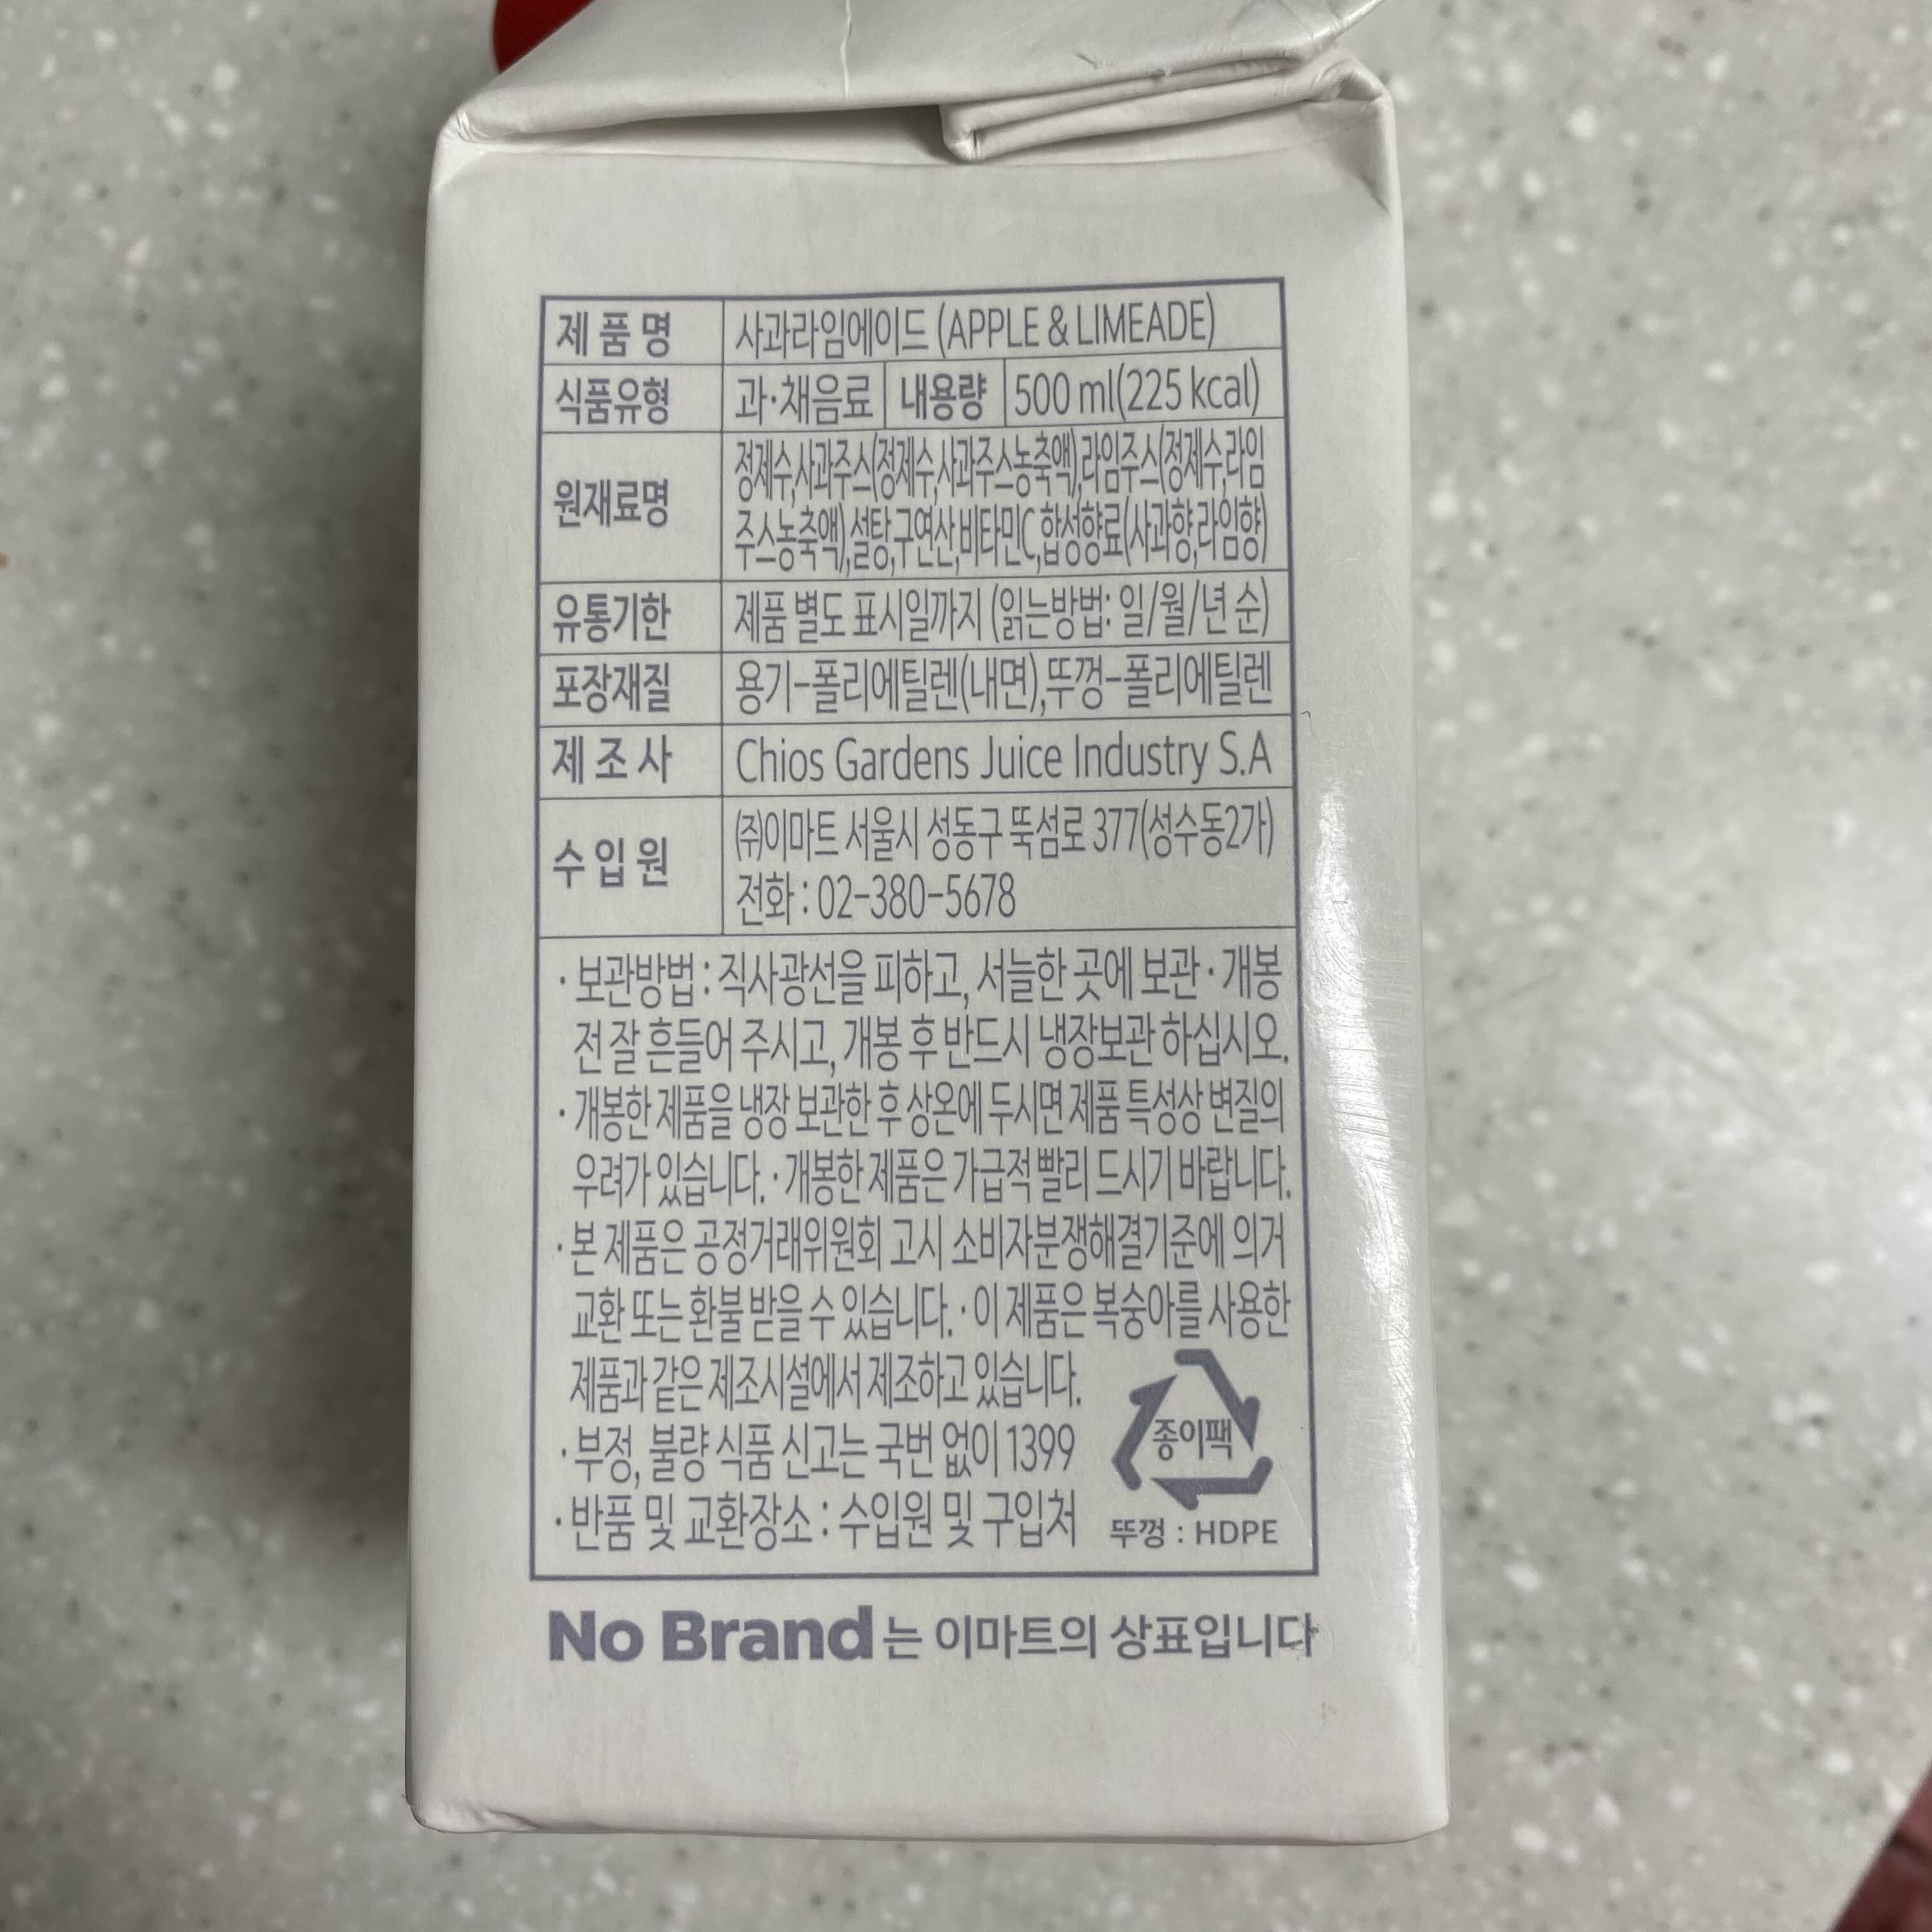 제 품 명 사과라임에이드 (APPLE & LIMEADE)
식품유형 과·채음료 내용량 500 ml(225 kcal)
원재료명 정제수,사과주스(정제수,사과주스농축액),라임주스(정제수,라임
주스농축액),설탕,구연산,비타민C,합성향료(사과향,라임향)
유통기한 제품 별도 표시일까지 (읽는방법: 일/월/년 순)
포장재질 용기-폴리에틸렌(내면),뚜껑-폴리에틸렌
제 조 사 Chios Gardens Juice Industry S.A
수 입 원 ㈜이마트 서울시 성동구 뚝섬로 377(성수동2가)
전화 : 02-380-5678
· 보관방법 : 직사광선을 피하고, 서늘한 곳에 보관 · 개봉
전 잘 흔들어 주시고, 개봉 후 반드시 냉장보관 하십시오.
· 개봉한 제품을 냉장 보관한 후 상온에 두시면 제품 특성상 변질의
우려가 있습니다. · 개봉한 제품은 가급적 빨리 드시기 바랍니다.
· 본 제품은 공정거래위원회 고시 소비자분쟁해결기준에 의거
교환 또는 환불 받을 수 있습니다. · 이 제품은 복숭아를 사용한
제품과 같은 제조시설에서 제조하고 있습니다.
· 부정, 불량 식품 신고는 국번 없이 1399
· 반품 및 교환장소 : 수입원 및 구입처
종이팩
뚜껑 : HDPE
No Brand는 이마트의 상표입니다